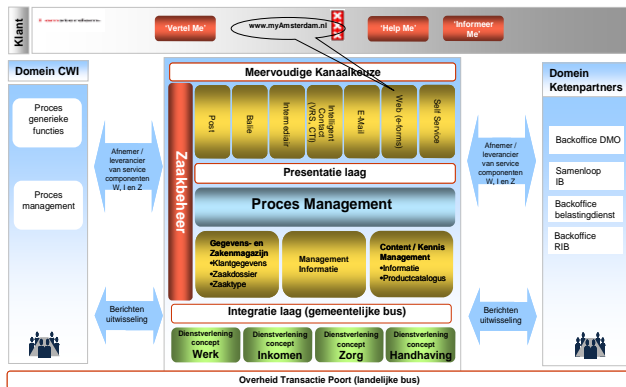 Klant
'Vertel Me'
www.myAmsterdam.nl
'Help Me'
'Informeer
Me'
Domein CWI
Proces
generieke
functies
Proces
management
Afnemer /
leverancier
van service
componenten
W, I en Z
Berichten
uitwisseling
Meervoudige Kanaalkeuze
Zaakbeheer
Post
Balie
Intermediair
Intelligent
Contact
(VRS, CTI)
E-Mail
Web (e-forms)
Self Service
Presentatie laag
Proces Management
Gegevens- en
Zakenmagazijn
•Klantgegevens
•Zaakdossier
•Zaaktype
Management
Informatie
Content / Kennis
Management
•Informatie
•Productcatalogus
Integratie laag (gemeentelijke bus)
Dienstverlening
concept
Werk
Dienstverlening
concept
Inkomen
Dienstverlening
concept
Zorg
Dienstverlening
concept
Handhaving
Afnemer /
leverancier
van service
componenten
W, I en Z
Berichten
uitwisseling
Domein
Ketenpartners
Backoffice DMO
Samenloop
IB
Backoffice
belastingdienst
Backoffice
RIB
Overheid Transactie Poort (landelijke bus)